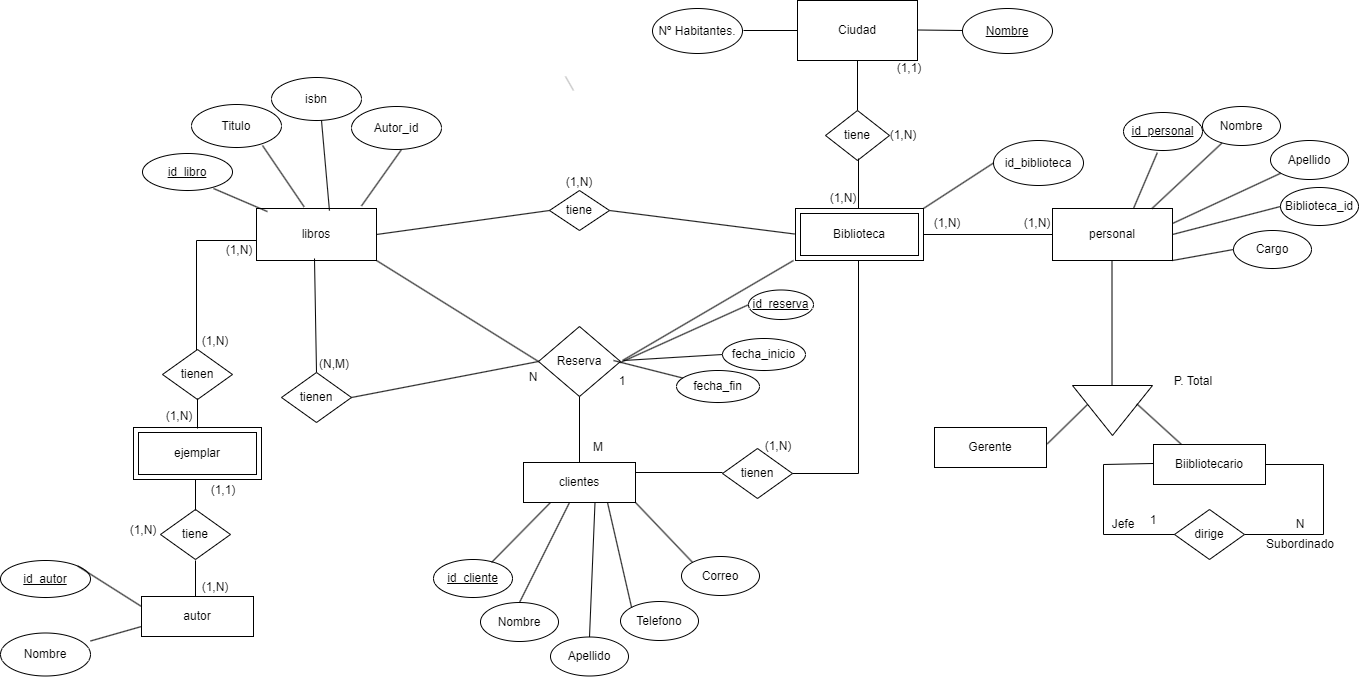 Nº Habitantes.
Ciudad
Nombre
(1,1)
isbn
Titulo
Autor_id
id_libro
tiene
(1,N)
id_personal
Nombre
id_biblioteca
Apellido
(1,N)
(1,N)
tiene
Biblioteca_id
libros
(1,N)
Biblioteca
(1,N)
(1,N)
personal
Cargo
id_reserva
(1,N)
tienen
(N,M)
tienen
Reserva
N
1
fecha_inicio
fecha_fin
P. Total
(1,N)
ejemplar
(1,1)
M
clientes
(1,N)
tienen
Gerente
Biibliotecario
(1,N)
tiene
Jefe
1
dirige
N
Subordinado
id_autor
(1,N)
autor
Nombre
id_cliente
Nombre
Apellido
Telefono
Correo